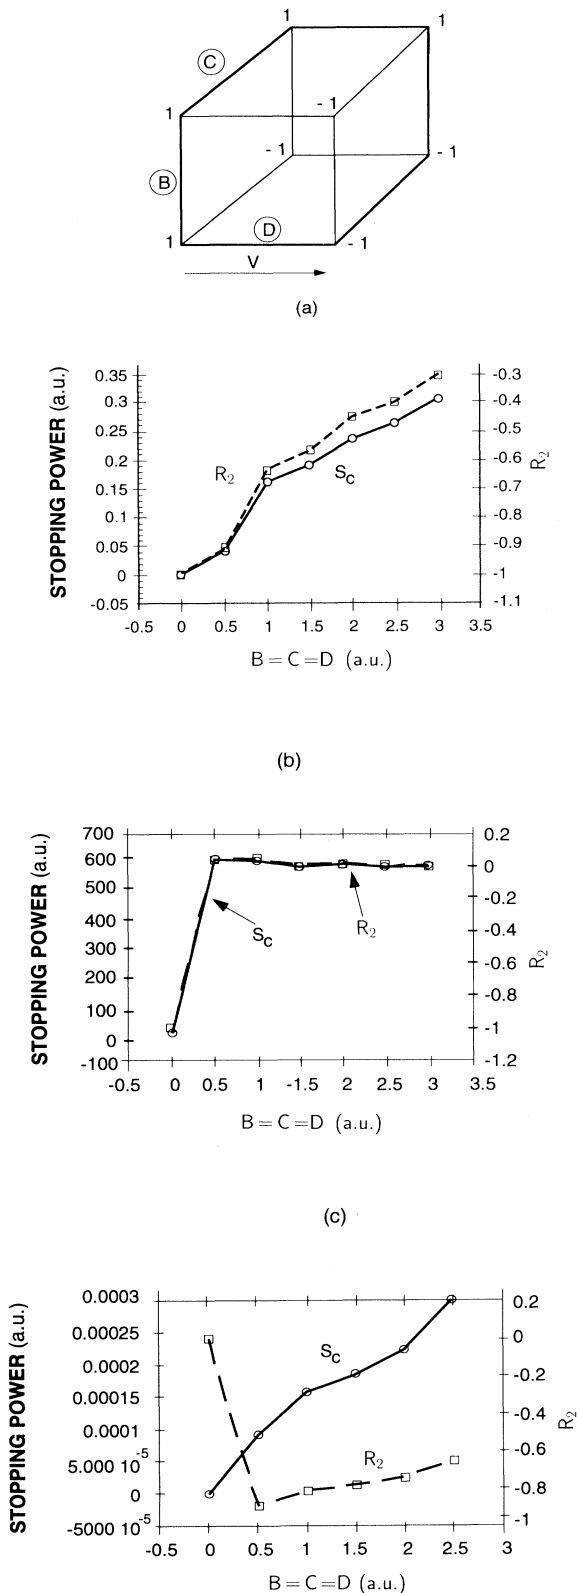 1 1
C
1 - 1
- 1 - 1
B
D
1 - 1
V
(a)
STOPPING POWER (a.u.)
0.35
0.3
0.25
0.2
0.15
0.1
0.05
0
-0.05
R2
Sc
-0.3
-0.4
-0.5
-0.6
-0.7
-0.8
-0.9
-1
-1.1
R2
-0.5 0 0.5 1 1.5 2 2.5 3 3.5
B = C = D (a.u.)
(b)
STOPPING POWER (a.u.)
700
600
500
400
300
200
100
0
-100
Sc
R2
0.2
0
-0.2
-0.4
-0.6
-0.8
-1
-1.2
R2
-0.5 0 0.5 1 -1.5 2 2.5 3 3.5
B = C = D (a.u.)
(c)
STOPPING POWER (a.u.)
0.0003
0.00025
0.0002
0.00015
0.0001
5.000 10-5
0
-5000 10-5
Sc
R2
0.2
0
-0.2
-0.4
-0.6
-0.8
-1
R2
-0.5 0 0.5 1 1.5 2 2.5 3
B = C = D (a.u.)